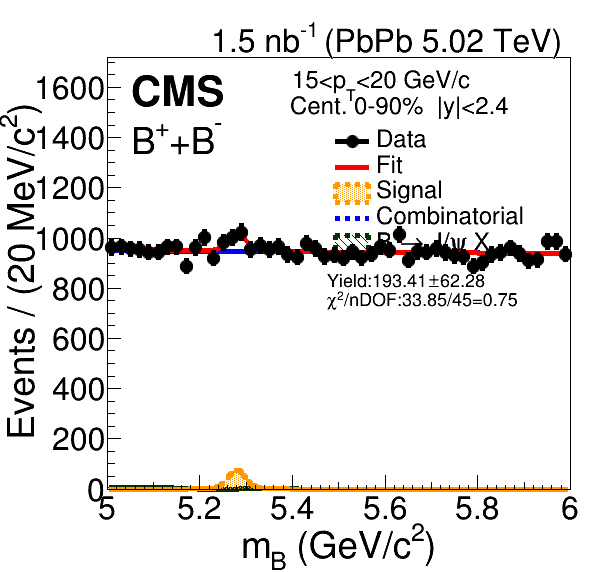 1.5 nb⁻¹ (PbPb 5.02 TeV)
CMS
B⁺+B⁻
15<p_T<20 GeV/c
Cent. 0-90% |y|<2.4
Data
Fit
Signal
Combinatorial
B → J/ψ X
Yield:193.41±62.28
χ²/nDOF:33.85/45=0.75
Events / (20 MeV/c²)
1600
1400
1200
1000
800
600
400
200
0
5 5.2 5.4 5.6 5.8 6
m_B (GeV/c²)